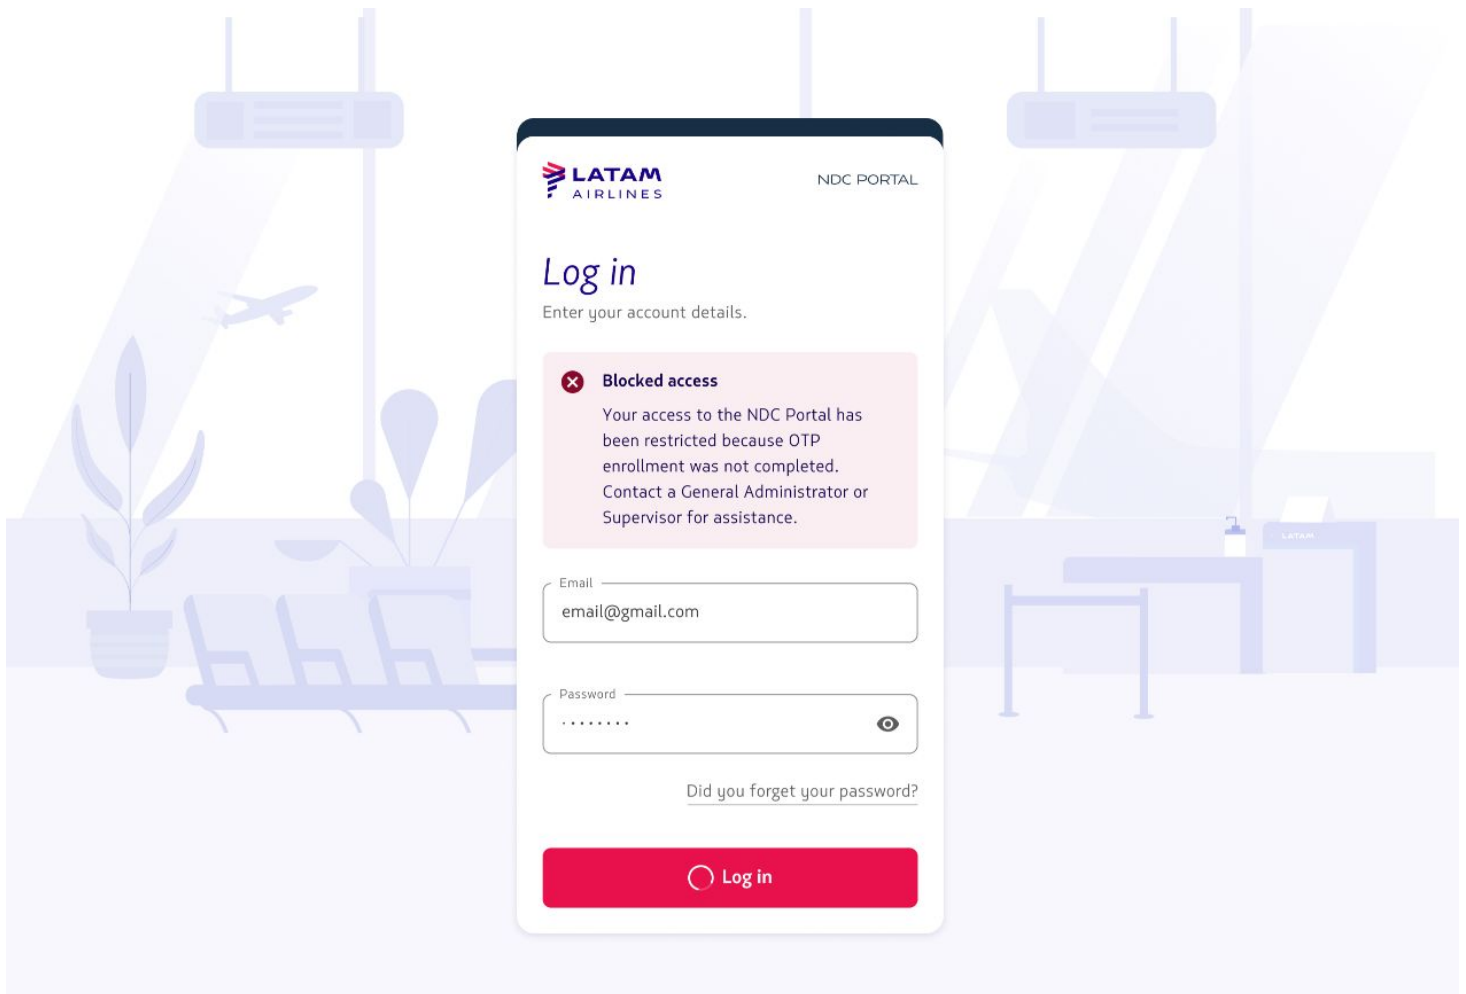 LATAM
AIRLINES
NDC PORTAL
Log in
Enter your account details.
Blocked access
Your access to the NDC Portal has
been restricted because OTP
enrollment was not completed.
Contact a General Administrator or
Supervisor for assistance.
Email
email@gmail.com
Password
Did you forget your password?
Log in
LATAM